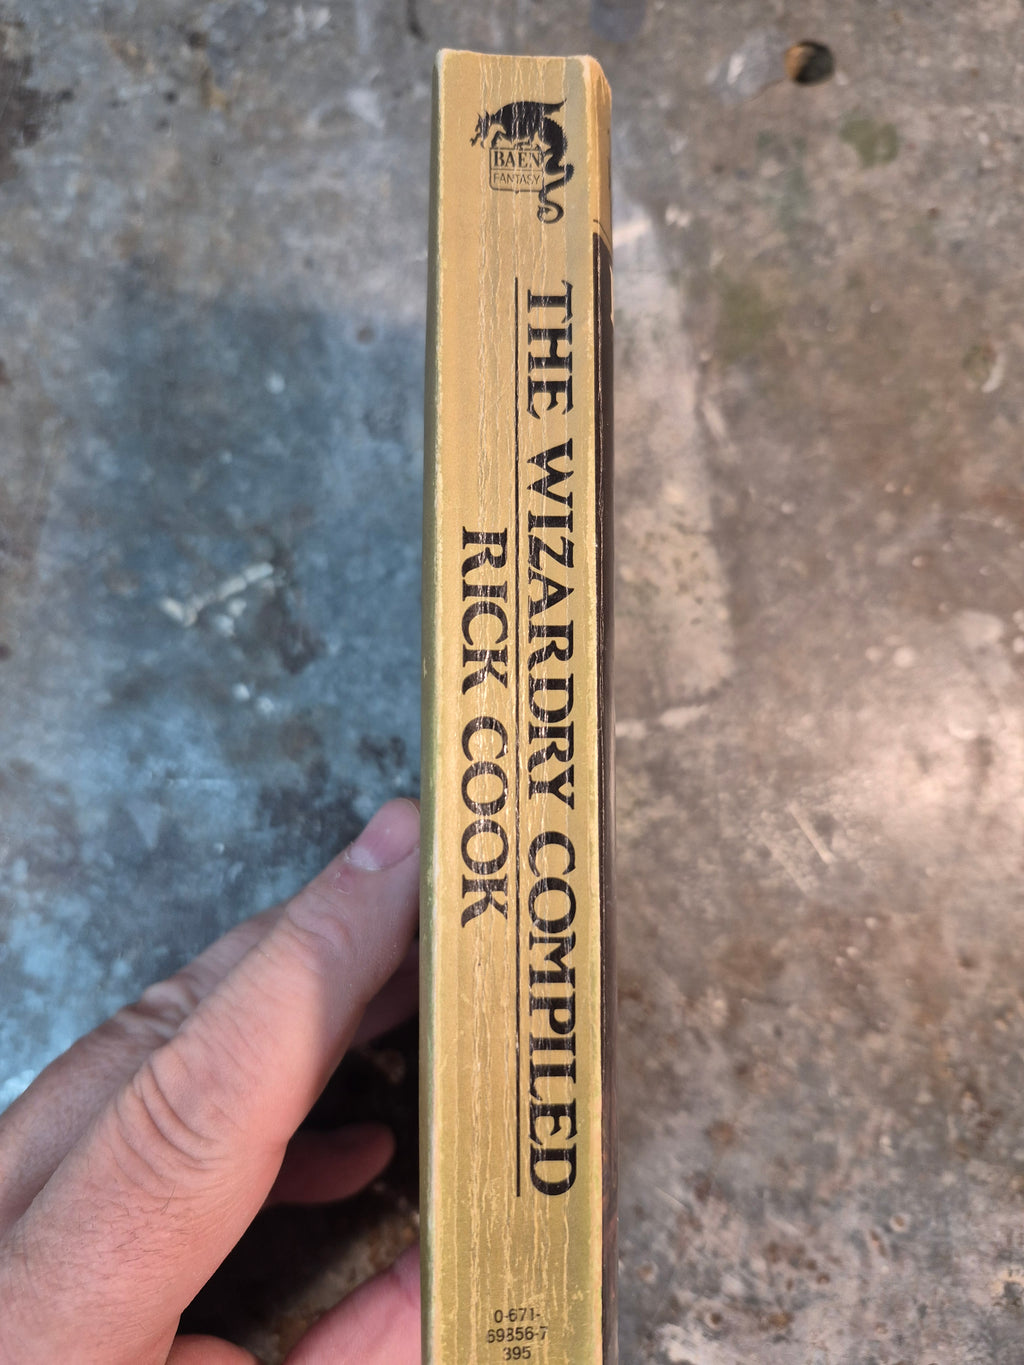 BAEN
FANTASY
THE WIZARDRY COMPILED
RICK COOK
0-671-
69856-7
395